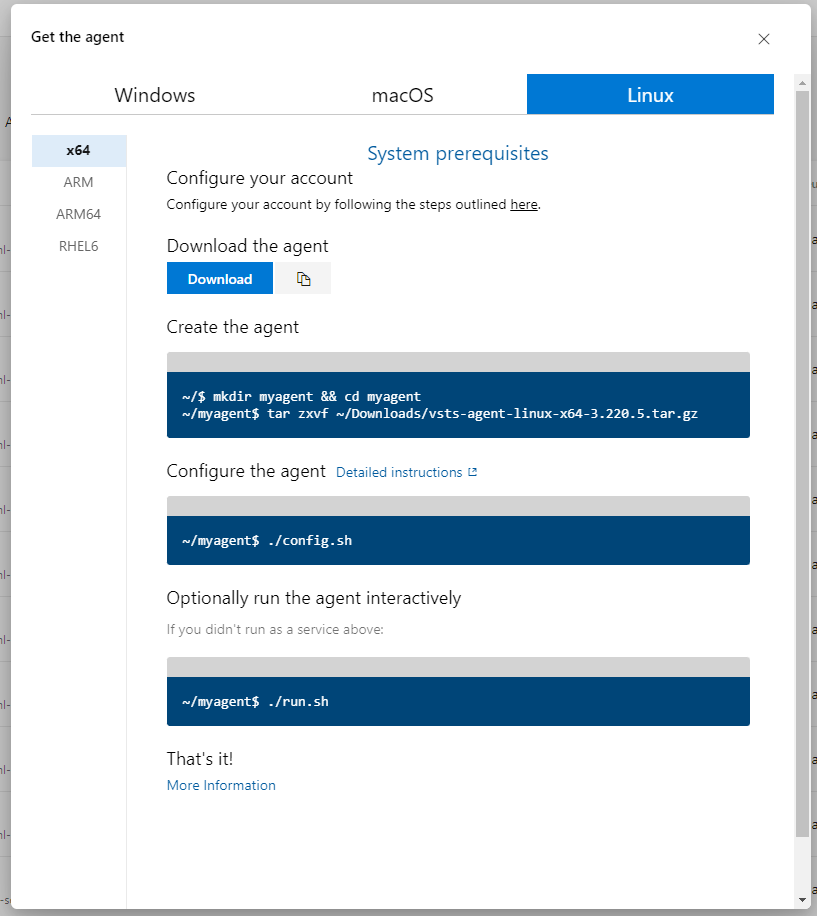 Get the agent
Windows
macOS
Linux
x64
ARM
ARM64
RHEL6
System prerequisites
Configure your account
Configure your account by following the steps outlined here.
Download the agent
Download
Create the agent
~/$ mkdir myagent && cd myagent
~/myagent$ tar zxvf ~/Downloads/vsts-agent-linux-x64-3.220.5.tar.gz
Configure the agent Detailed instructions
~/myagent$ ./config.sh
Optionally run the agent interactively
If you didn't run as a service above:
~/myagent$ ./run.sh
That's it!
More Information